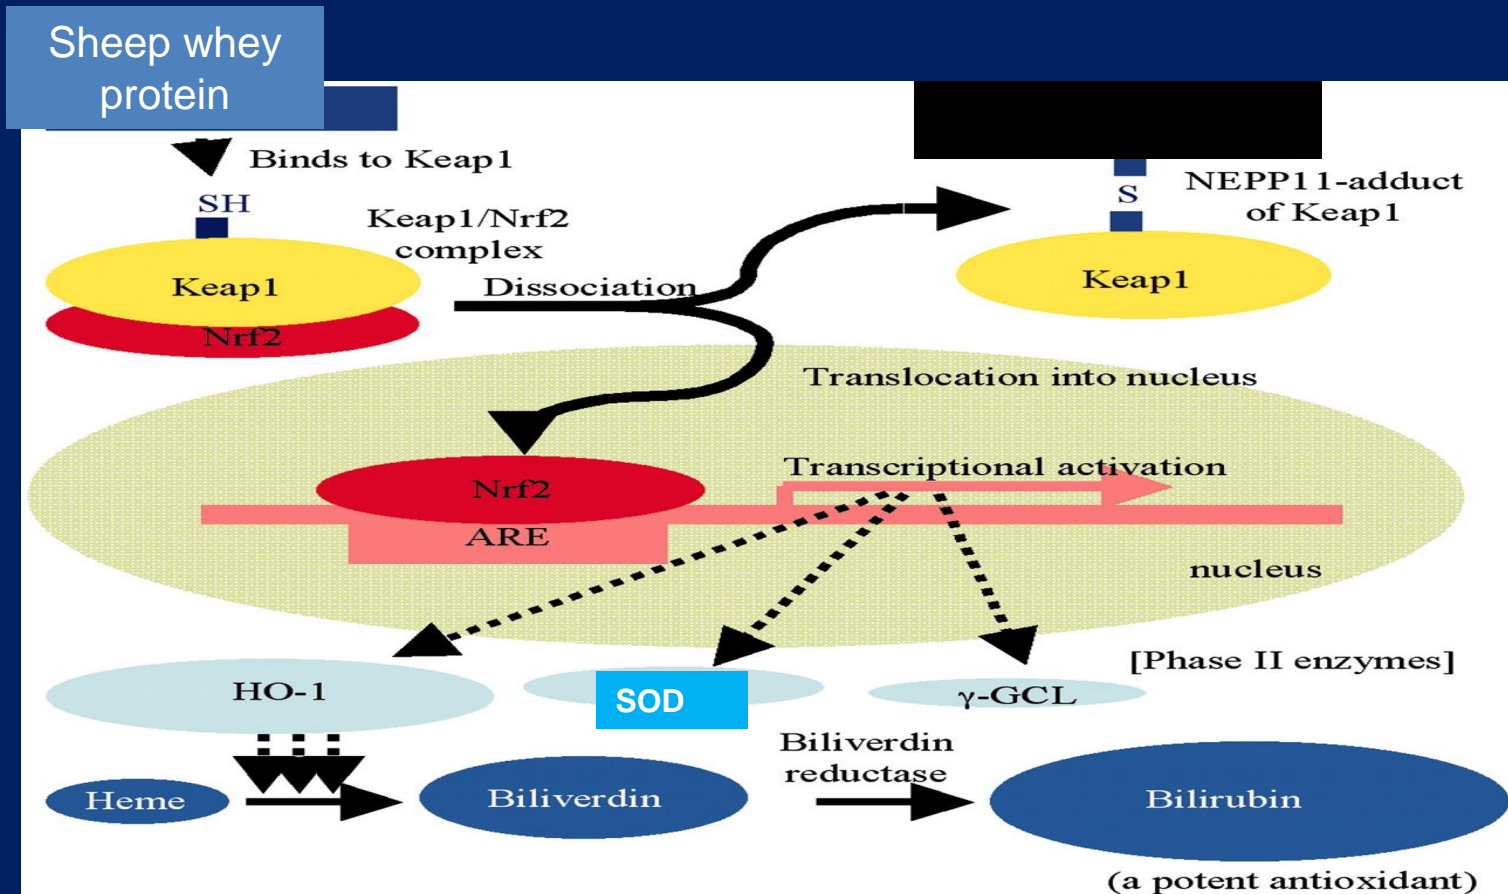 Sheep whey
protein
Binds to Keap1
SH
Keap1/Nrf2
complex
Keap1
Nrf2
Dissociation
S
NEPP11-adduct
of Keap1
Keap1
Translocation into nucleus
Transcriptional activation
Nrf2
ARE
nucleus
[Phase II enzymes]
HO-1
SOD
γ-GCL
Biliverdin
reductase
Heme
Biliverdin
Bilirubin
(a potent antioxidant)